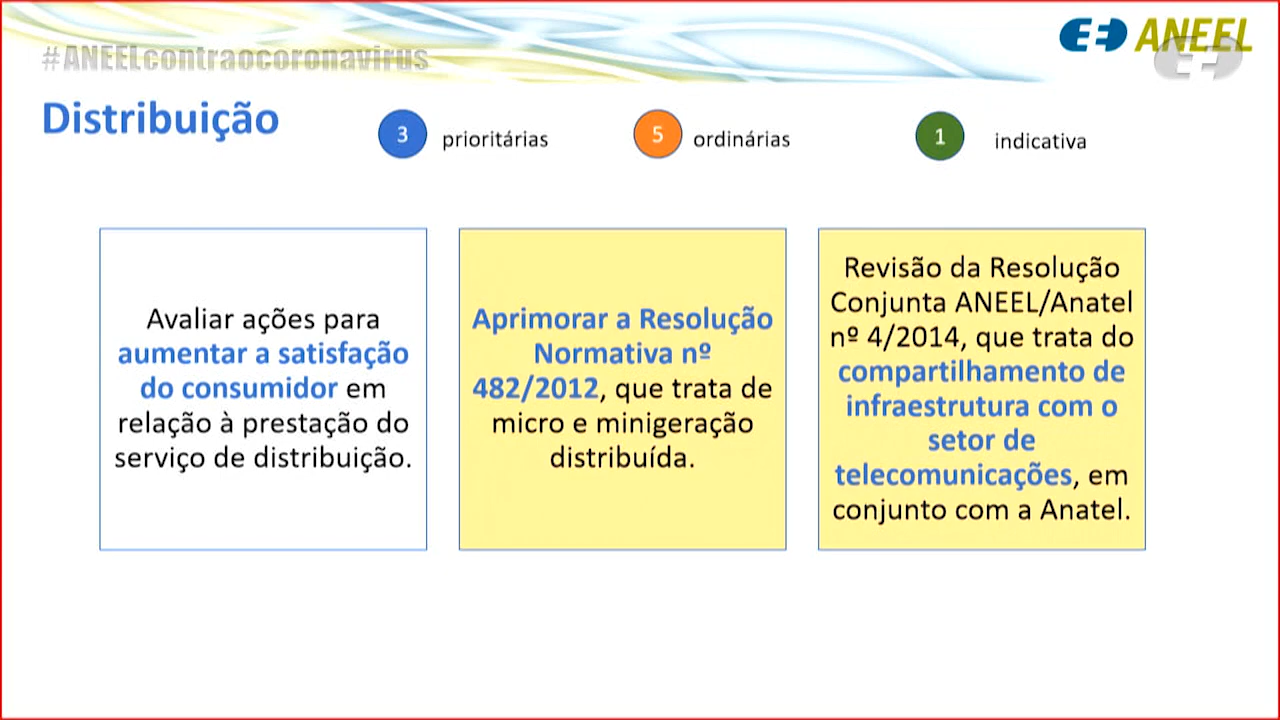 #ANEELcontraocoronavirus
ANEEL
Distribuição
3 prioritárias
5 ordinárias
1 indicativa
Avaliar ações para
aumentar a satisfação
do consumidor em
relação à prestação do
serviço de distribuição.
Aprimorar a Resolução
Normativa nº
482/2012, que trata de
micro e minigeração
distribuída.
Revisão da Resolução
Conjunta ANEEL/Anatel
nº 4/2014, que trata do
compartilhamento de
infraestrutura com o
setor de
telecomunicações, em
conjunto com a Anatel.